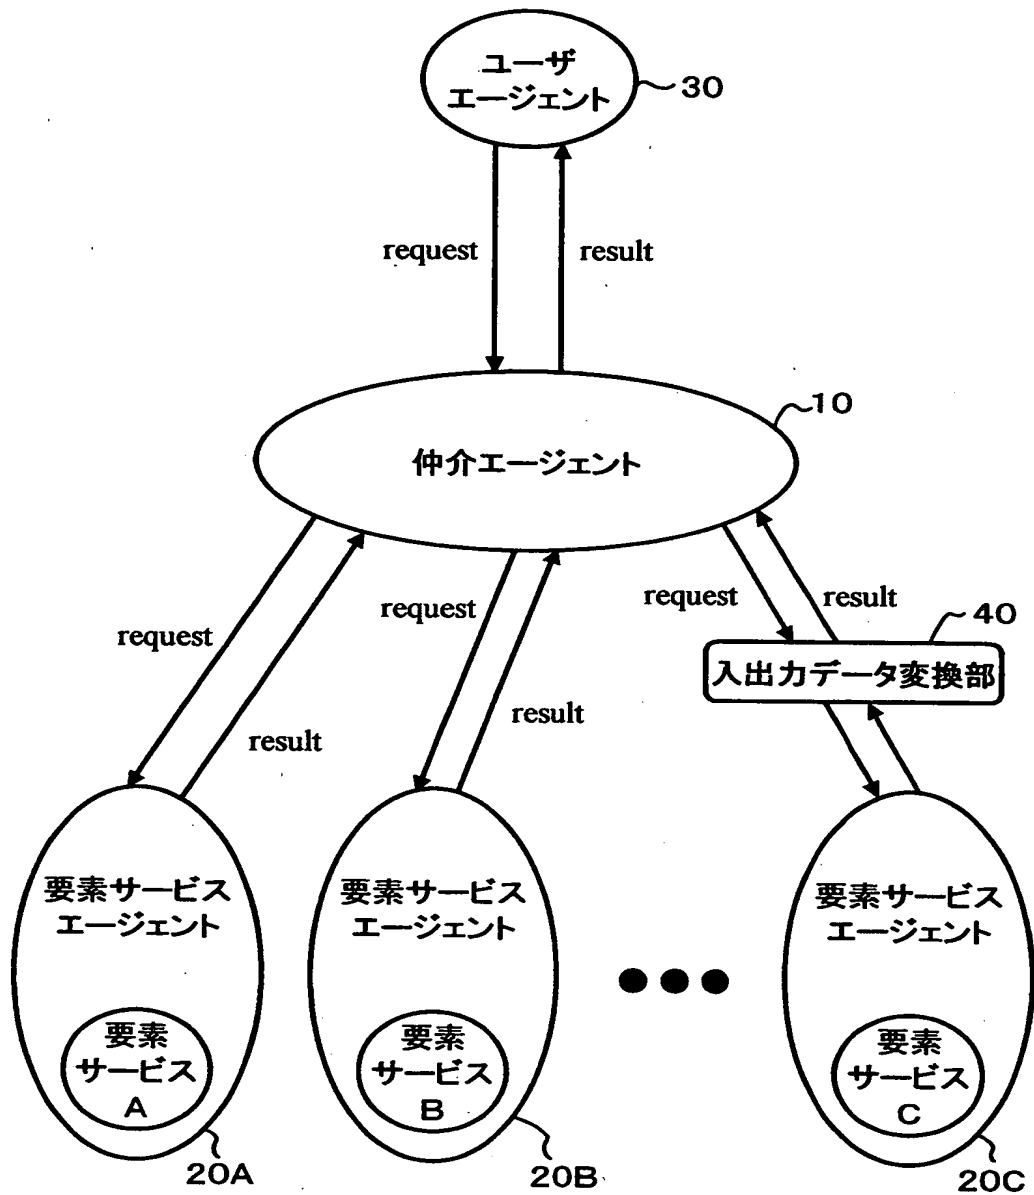 ユーザ
エージェント
30
request
result
10
仲介エージェント
request
result
request
result
request
result
40
入出力データ変換部
要素サービス
エージェント
要素
サービス
A
20A
要素サービス
エージェント
要素
サービス
B
20B
要素サービス
エージェント
要素
サービス
C
20C